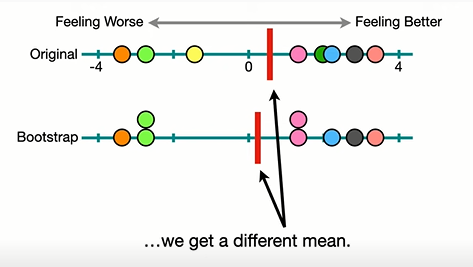 Feeling Worse Feeling Better
Original
-4 0 4
Bootstrap
...we get a different mean.